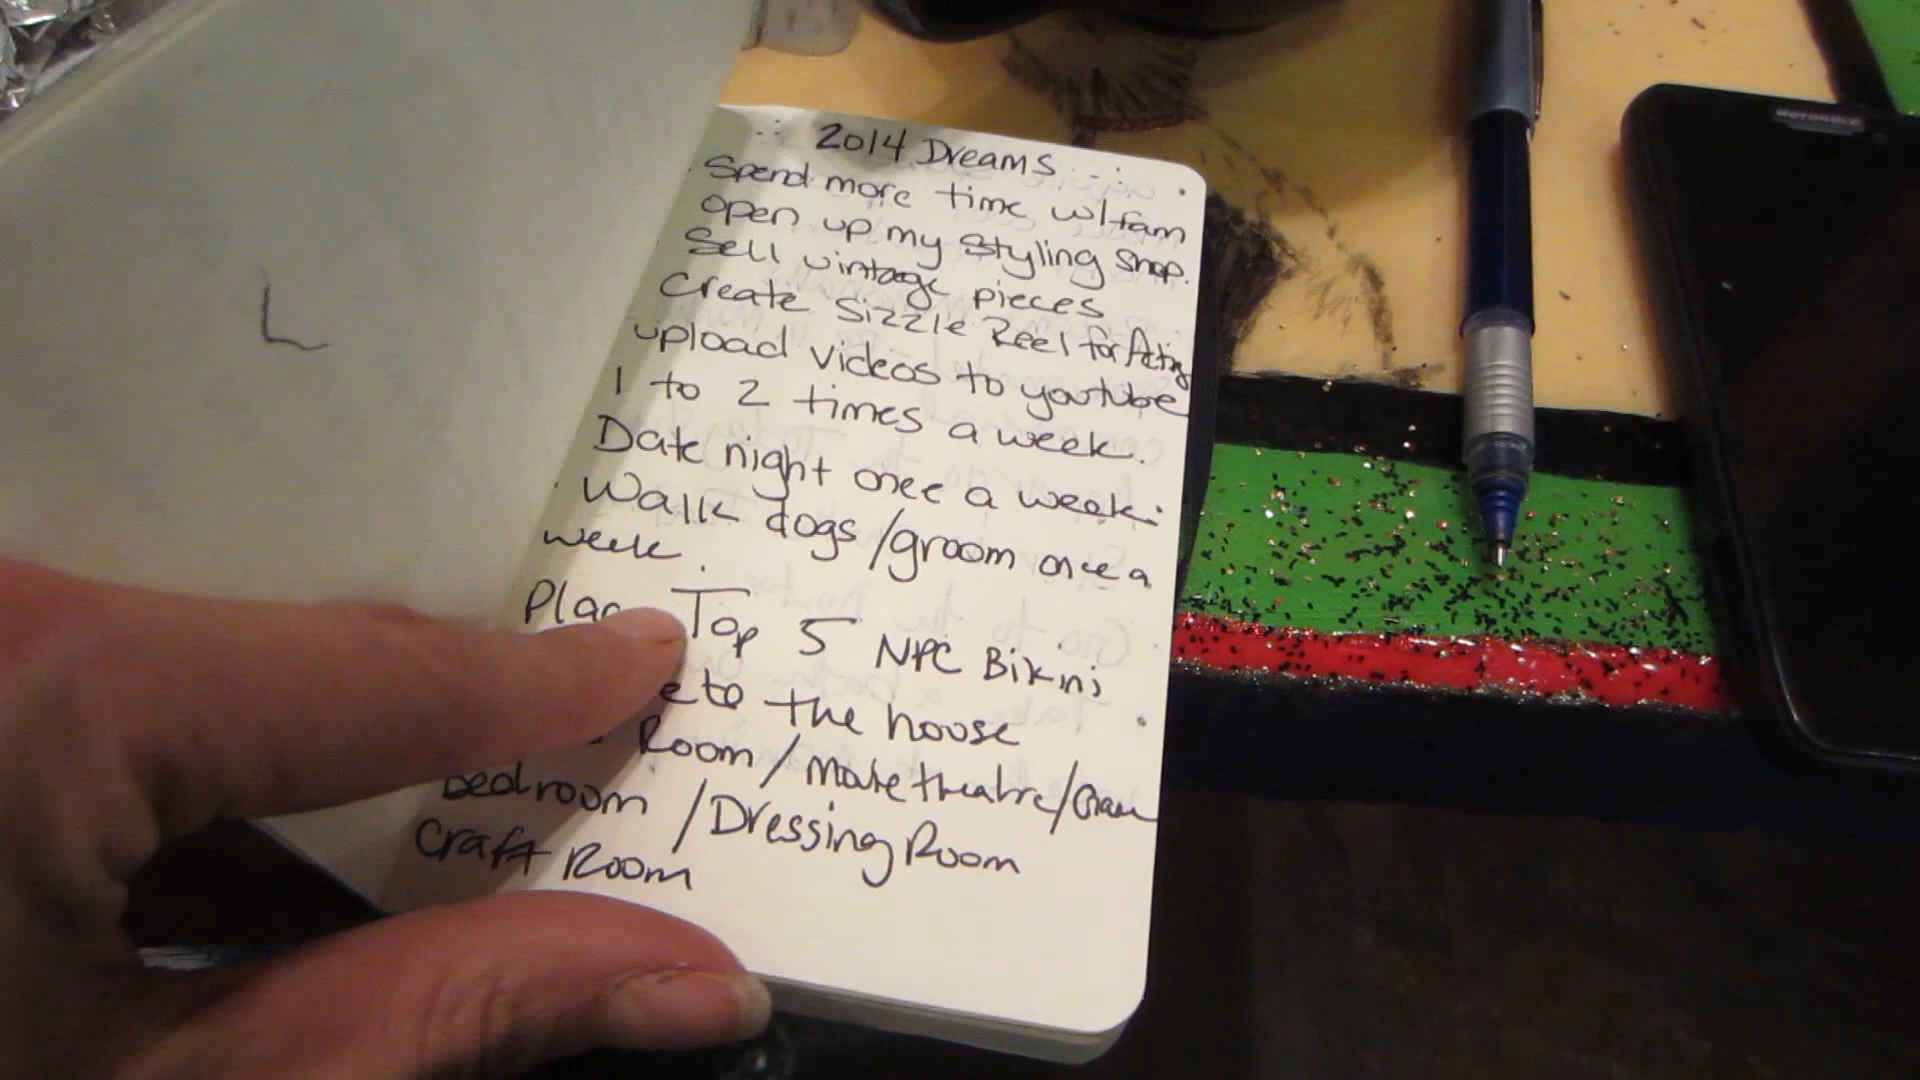 2014 Dreams
Spend more time w/fam
open up my styling shop.
Sell vintage pieces
Create Sizzle Reel for Acting
upload videos to youtube
1 to 2 times a week.
Date night once a week.
Walk dogs /groom once a
week.
Top 5 NPC Bikini
to the house
Room / Make theatre/
bedroom /Dressing Room
Craft Room
MOTOROLA